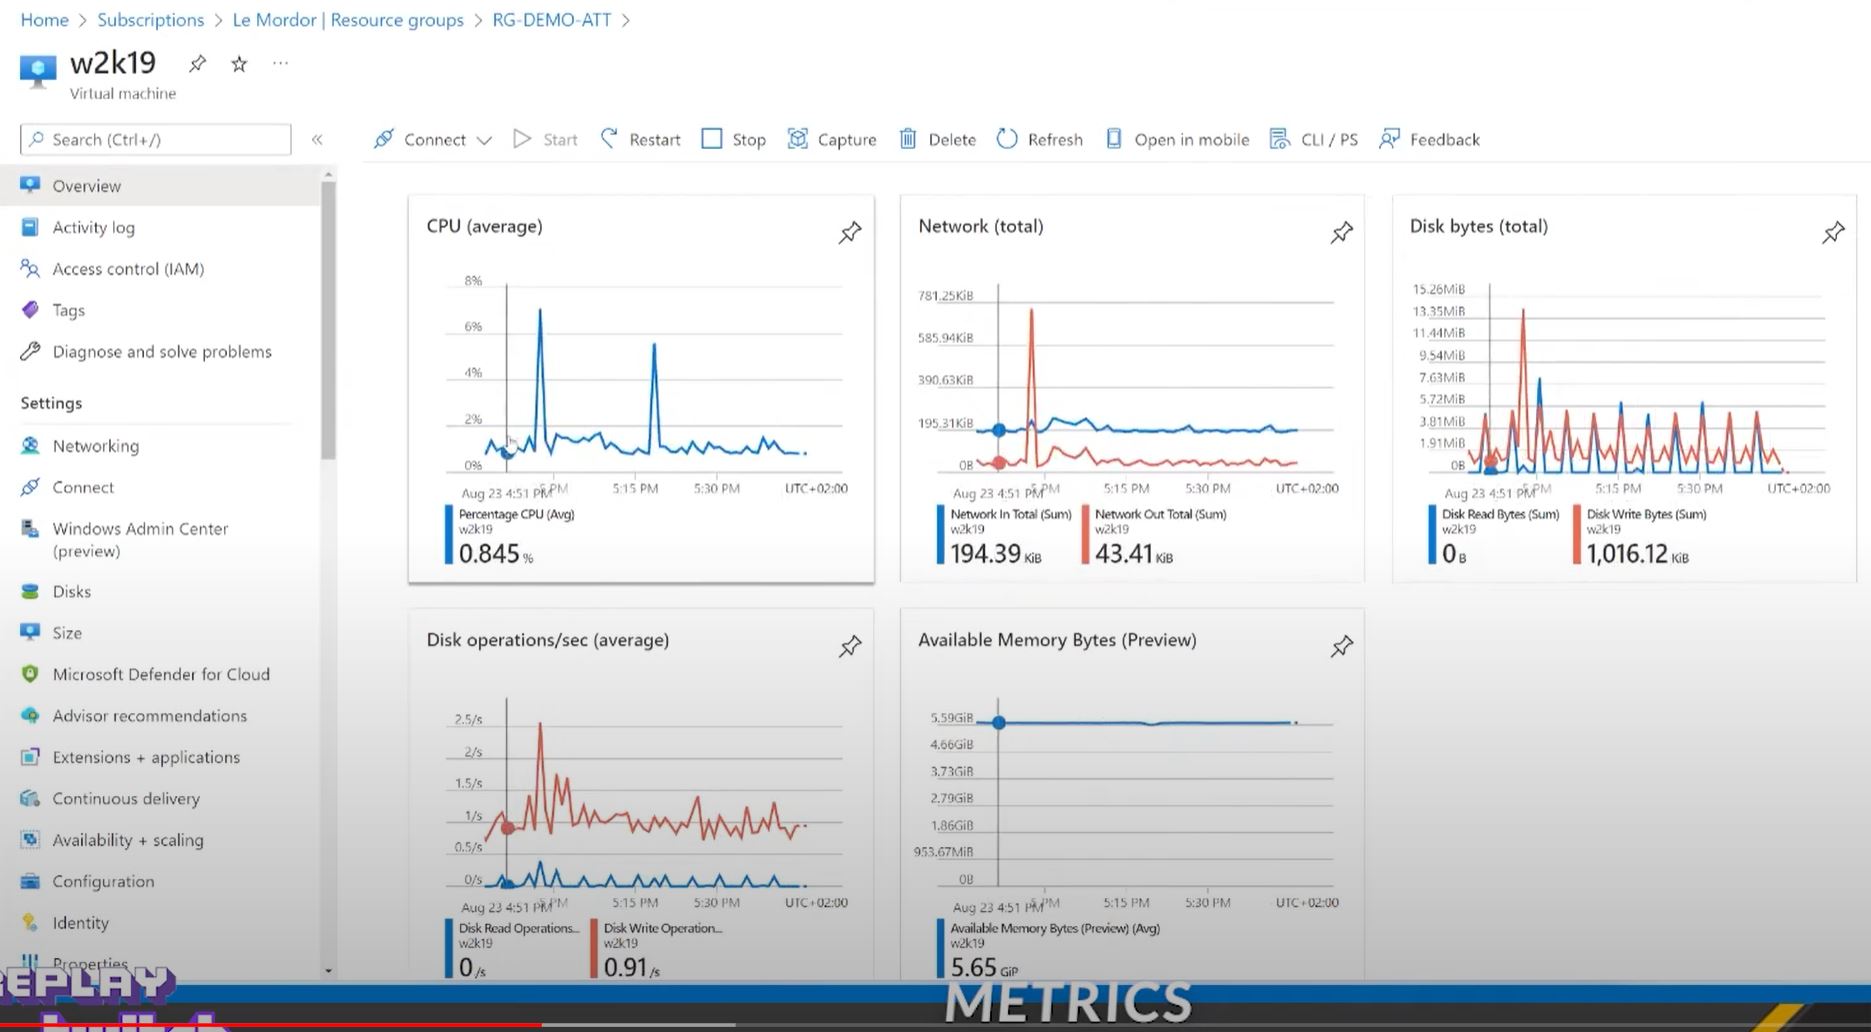 Home > Subscriptions > Le Mordor | Resource groups > RG-DEMO-ATT >
w2k19
Virtual machine
Search (Ctrl+/)
«
Connect
Start
Restart
Stop
Capture
Delete
Refresh
Open in mobile
CLI / PS
Feedback
Overview
Activity log
Access control (IAM)
Tags
Diagnose and solve problems
Settings
Networking
Connect
Windows Admin Center
(preview)
Disks
Size
Microsoft Defender for Cloud
Advisor recommendations
Extensions + applications
Continuous delivery
Availability + scaling
Configuration
Identity
Properties
CPU (average)
8%
6%
4%
2%
0%
Aug 23 4:51 PM
5:15 PM
5:30 PM
UTC+02:00
Percentage CPU (Avg)
w2k19
0.845 %
Network (total)
781.25KiB
585.94KiB
390.63KiB
195.31KiB
0B
Aug 23 4:51 PM
5:15 PM
5:30 PM
UTC+02:00
Network In Total (Sum)
w2k19
194.39 KiB
Network Out Total (Sum)
w2k19
43.41 KiB
Disk bytes (total)
15.26MiB
13.35MiB
11.44MiB
9.54MiB
7.63MiB
5.72MiB
3.81MiB
1.91MiB
0B
Aug 23 4:51 PM
5:15 PM
5:30 PM
UTC+02:00
Disk Read Bytes (Sum)
w2k19
0 B
Disk Write Bytes (Sum)
w2k19
1,016.12 KiB
Disk operations/sec (average)
2.5/s
2/s
1.5/s
1/s
0.5/s
0/s
Aug 23 4:51 PM
5:15 PM
5:30 PM
UTC+02:00
Disk Read Operations...
w2k19
0 /s
Disk Write Operation...
w2k19
0.91 /s
Available Memory Bytes (Preview)
5.59GiB
4.66GiB
3.73GiB
2.79GiB
1.86GiB
953.67MiB
0B
Aug 23 4:51 PM
5:15 PM
5:30 PM
UTC+02:00
Available Memory Bytes (Preview) (Avg)
w2k19
5.65
METRICS